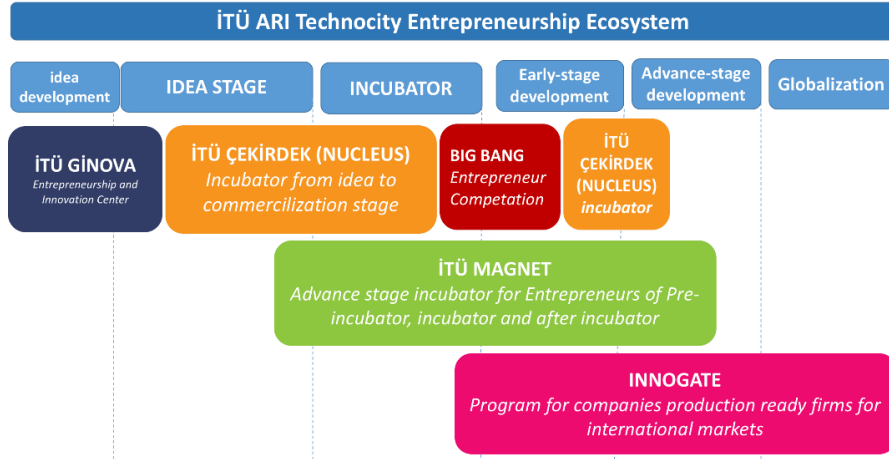 İTÜ ARI Technocity Entrepreneurship Ecosystem
idea
development
IDEA STAGE
INCUBATOR
Early-stage
development
Advance-stage
development
Globalization
İTÜ GİNOVA
Entrepreneurship and
Innovation Center
İTÜ ÇEKİRDEK (NUCLEUS)
Incubator from idea to
commercilization stage
BIG BANG
Entrepreneur
Competation
İTÜ
ÇEKİRDEK
(NUCLEUS)
incubator
İTÜ MAGNET
Advance stage incubator for Entrepreneurs of Pre-
incubator, incubator and after incubator
INNOGATE
Program for companies production ready firms for
international markets